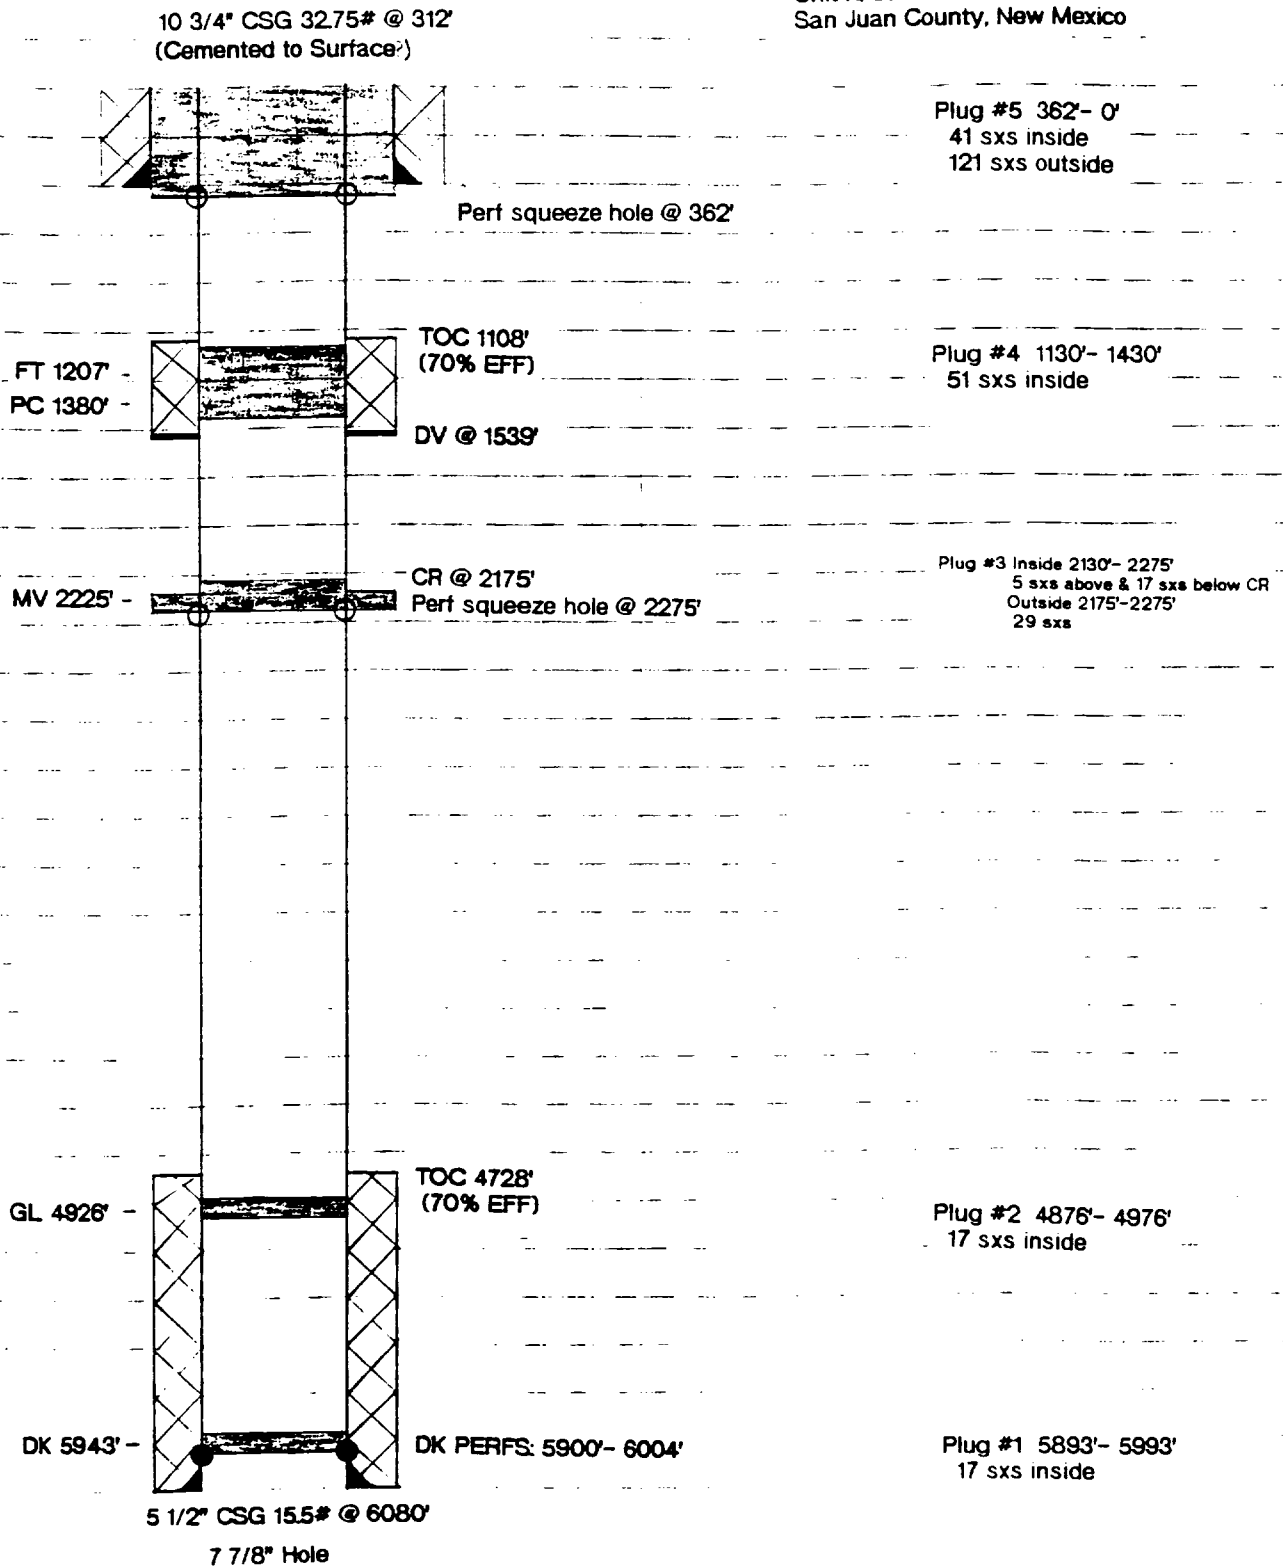 San Juan County, New Mexico
10 3/4" CSG 32.75# @ 312'
(Cemented to Surface?)
Plug #5 362'- 0'
41 sxs inside
121 sxs outside
Perf squeeze hole @ 362'
TOC 1108'
(70% EFF)
FT 1207' -
PC 1380' -
DV @ 1539'
Plug #4 1130'- 1430'
51 sxs inside
CR @ 2175'
MV 2225' -
Perf squeeze hole @ 2275'
Plug #3 Inside 2130'- 2275'
5 sxs above & 17 sxs below CR
Outside 2175'-2275'
29 sxs
TOC 4728'
(70% EFF)
GL 4926' -
Plug #2 4876'- 4976'
17 sxs inside
DK 5943' -
DK PERFS: 5900'- 6004'
Plug #1 5893'- 5993'
17 sxs inside
5 1/2" CSG 15.5# @ 6080'
7 7/8" Hole